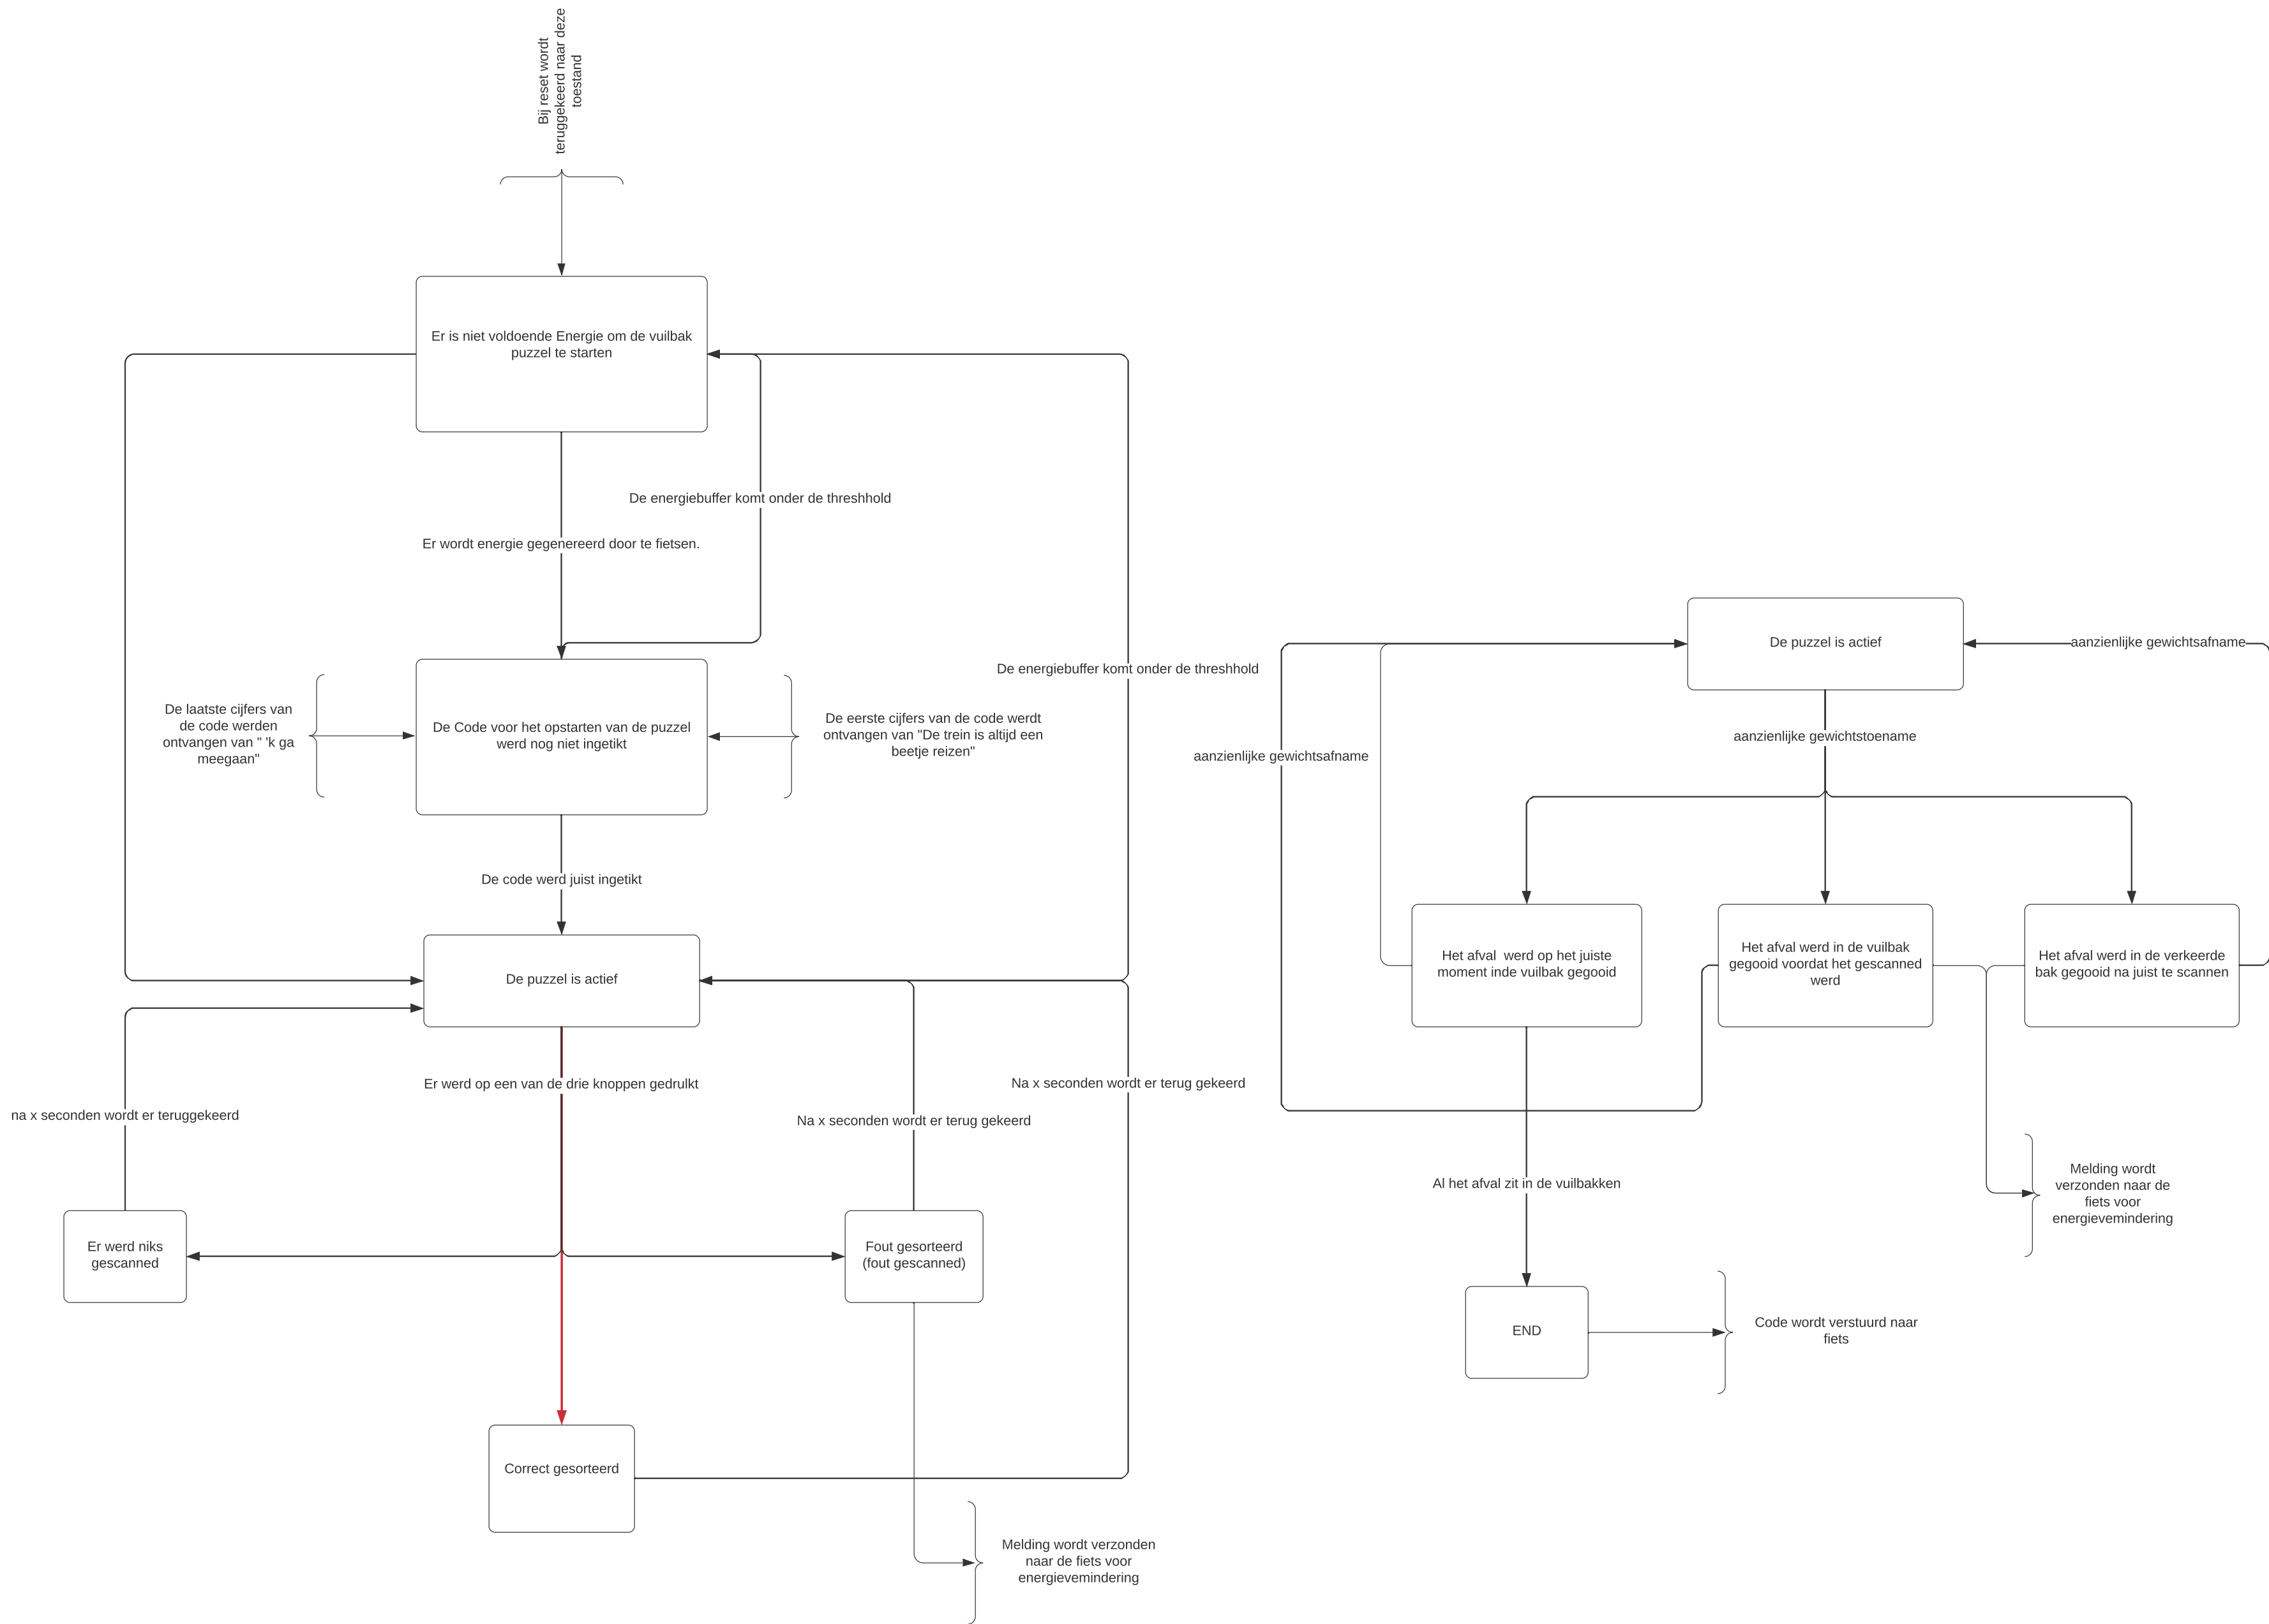 Bij reset wordt
teruggekeerd naar deze
toestand
Er is niet voldoende Energie om de vuilbak
puzzel te starten
De energiebuffer komt onder de threshhold
Er wordt energie gegenereerd door te fietsen.
De energiebuffer komt onder de threshhold
De laatste cijfers van
de code werden
ontvangen van " 'k ga
meegaan"
De Code voor het opstarten van de puzzel
werd nog niet ingetikt
De eerste cijfers van de code werdt
ontvangen van "De trein is altijd een
beetje reizen"
De code werd juist ingetikt
De puzzel is actief
Er werd op een van de drie knoppen gedrulkt
na x seconden wordt er teruggekeerd
Na x seconden wordt er terug gekeerd
Na x seconden wordt er terug gekeerd
Er werd niks
gescanned
Fout gesorteerd
(fout gescanned)
Correct gesorteerd
Melding wordt verzonden
naar de fiets voor
energievemindering
De puzzel is actief
aanzienlijke gewichtsafname
aanzienlijke gewichtstoename
aanzienlijke gewichtsafname
Het afval  werd op het juiste
moment inde vuilbak gegooid
Het afval werd in de vuilbak
gegooid voordat het gescanned
werd
Het afval werd in de verkeerde
bak gegooid na juist te scannen
Al het afval zit in de vuilbakken
Melding wordt
verzonden naar de
fiets voor
energievemindering
END
Code wordt verstuurd naar
fiets